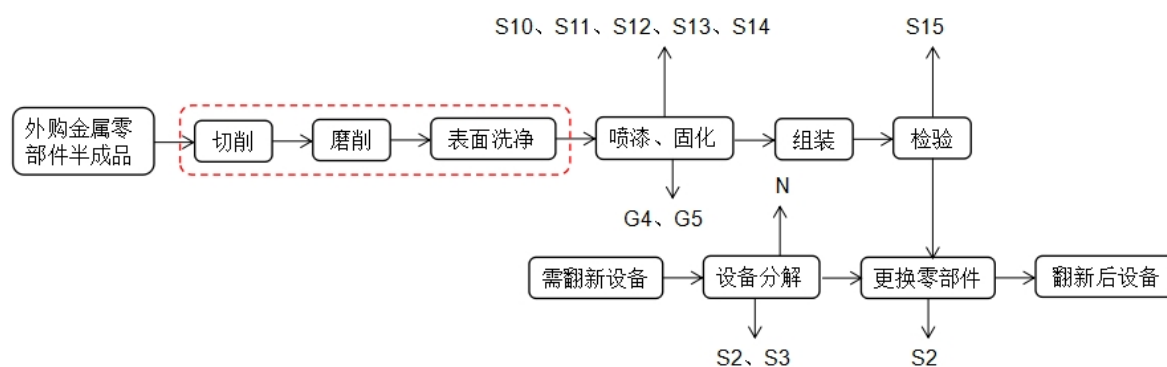 S10、S11、S12、S13、S14
S15
外购金属零
部件半成品
切削
磨削
表面洗净
喷漆、固化
组装
检验
G4、G5
N
需翻新设备
设备分解
更换零部件
翻新后设备
S2、S3
S2